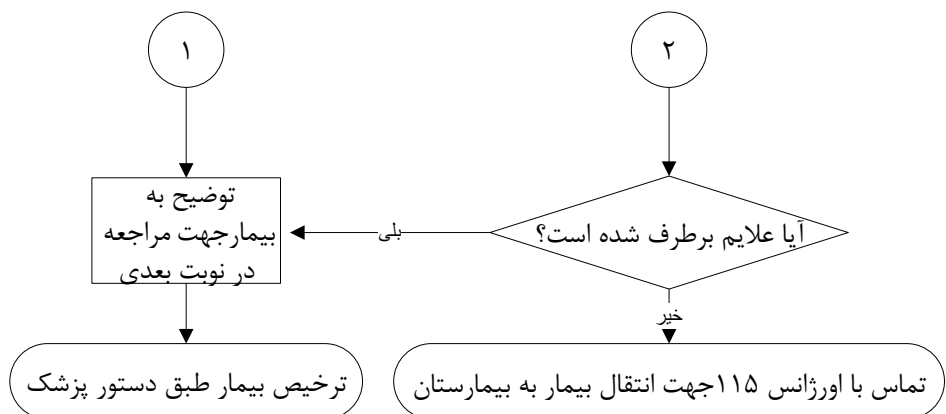 ۲
۱
آیا علایم برطرف شده است؟
بلی
توضیح به
بیمارجهت مراجعه
در نوبت بعدی
خیر
تماس با اورژانس ۱۱۵جهت انتقال بیمار به بیمارستان
ترخیص بیمار طبق دستور پزشک